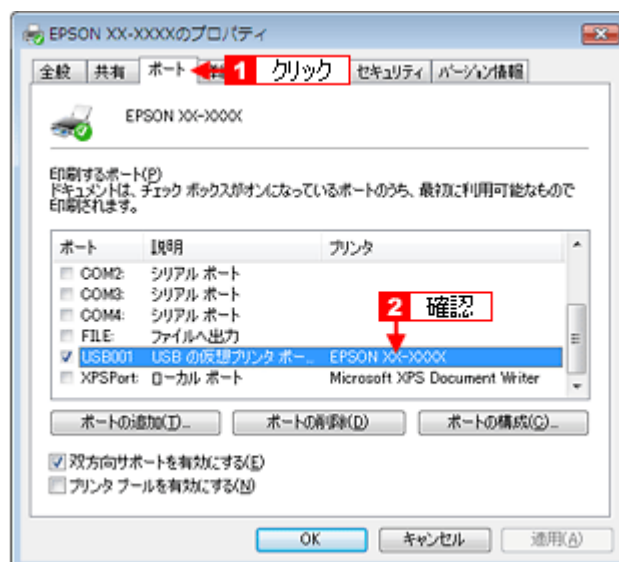 EPSON XX-XXXXのプロパティ
全般 共有 ポート 1 クリック セキュリティ バージョン情報
EPSON XX-XXXX
印刷するポート(P)
ドキュメントは、チェック ボックスがオンになっているポートのうち、最初に利用可能なもので
印刷されます。
ポート 説明 プリンタ
COM2: シリアル ポート
COM3: シリアル ポート
COM4: シリアル ポート
2 確認
FILE: ファイルへ出力
USB001 USB の仮想プリンタ ポー... EPSON XX-XXXX
XPSPort: ローカル ポート Microsoft XPS Document Writer
ポートの追加(T)... ポートの削除(D) ポートの構成(C)...
双方向サポートを有効にする(E)
プリンタ プールを有効にする(N)
OK キャンセル 適用(A)